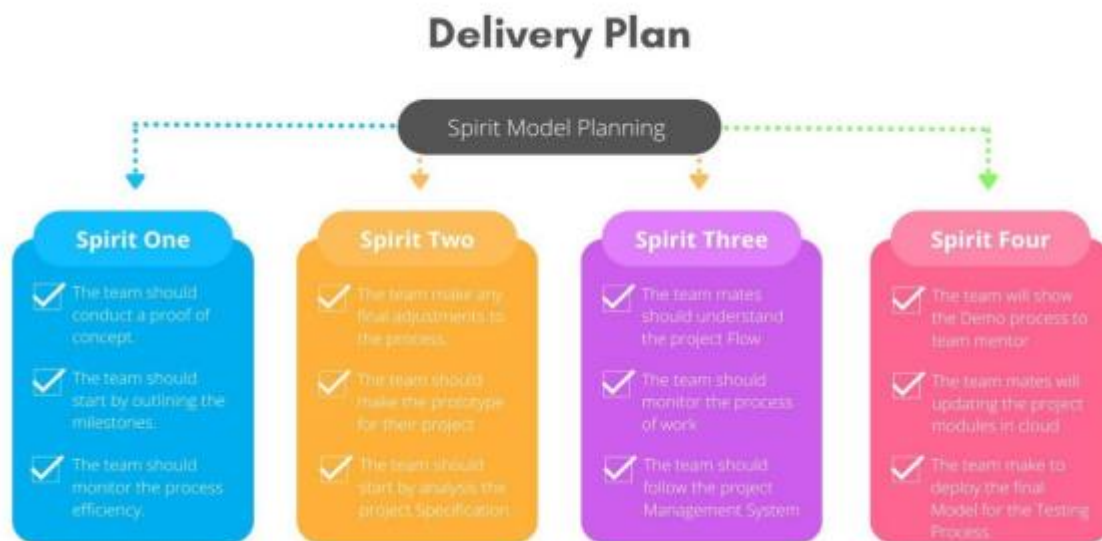 Delivery Plan
Spirit Model Planning
Spirit One
The team should
conduct a proof of
concept.
The team should
start by outlining the
milestones.
The team should
monitor the process
efficiency.
Spirit Two
The team make any
final adjustments to
the process.
The team should
make the prototype
for their project
The team should
start by analysis the
project Specification
Spirit Three
The team mates
should understand
the project Flow
The team should
monitor the process
of work
The team should
follow the project
Management System
Spirit Four
The team will show
the Demo process to
team mentor
The team mates will
updating the project
modules in cloud
The team make to
deploy the final
Model for the Testing
Process